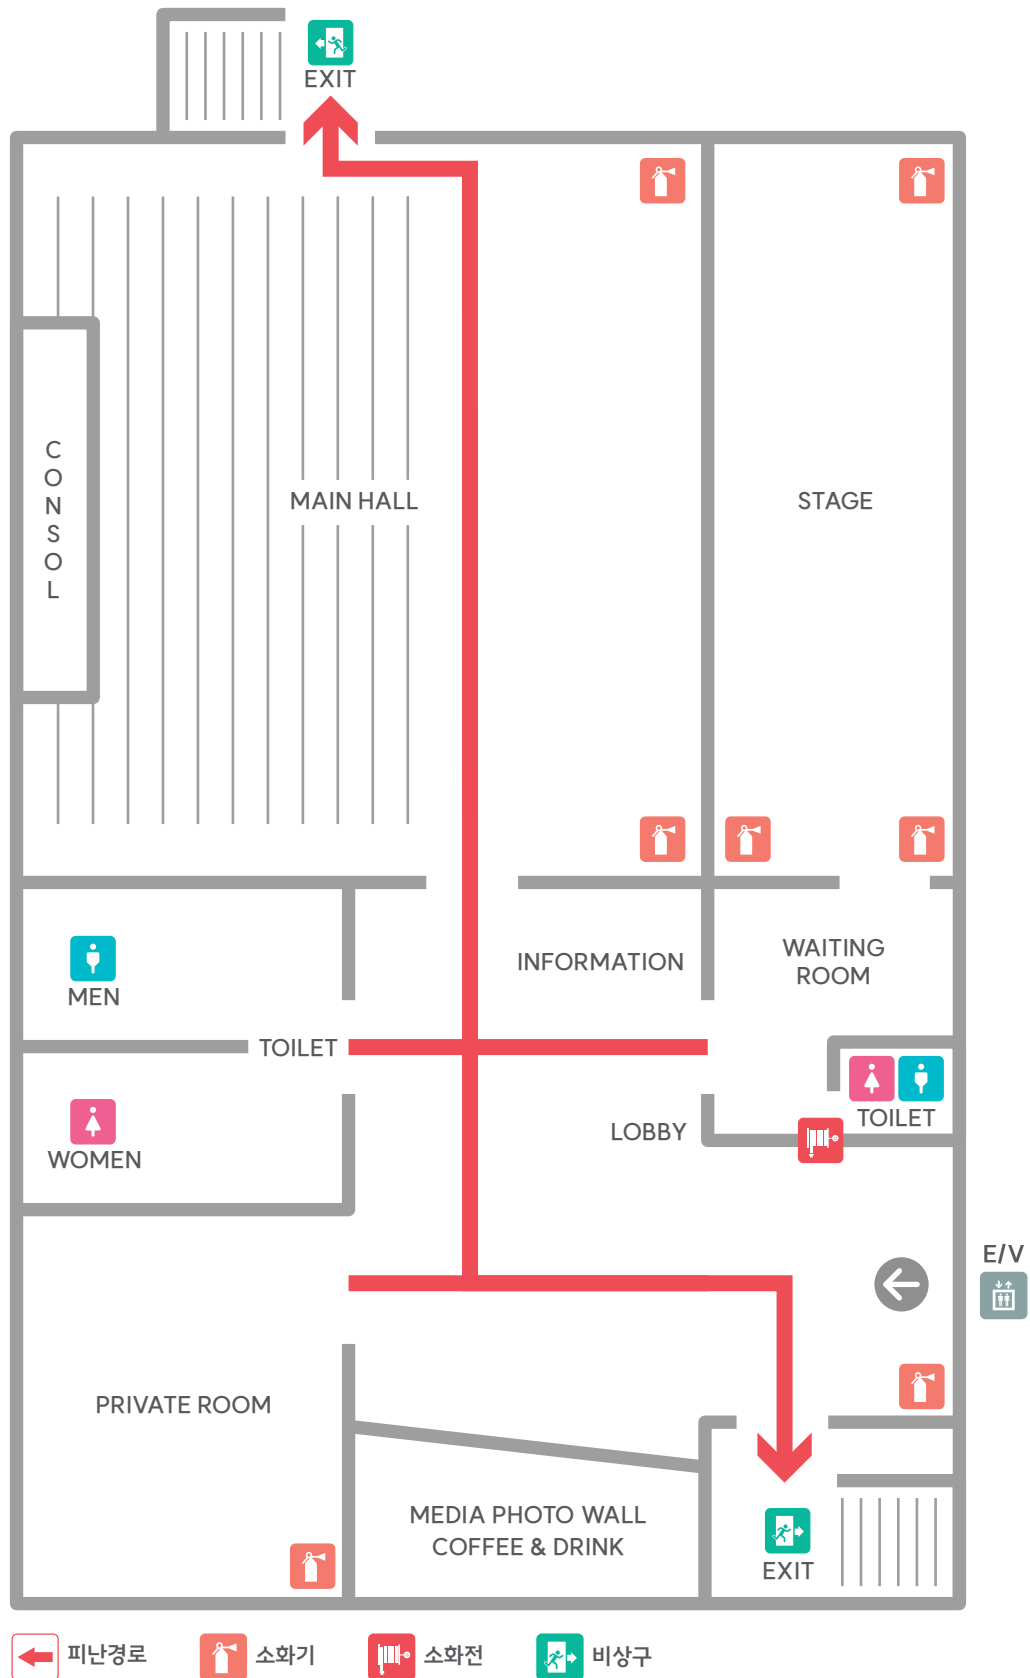 EXIT
CONSOL
MAIN HALL
STAGE
MEN
INFORMATION
WAITING
ROOM
TOILET
TOILET
WOMEN
LOBBY
E/V
PRIVATE ROOM
MEDIA PHOTO WALL
COFFEE & DRINK
EXIT
피난경로
소화기
소화전
비상구